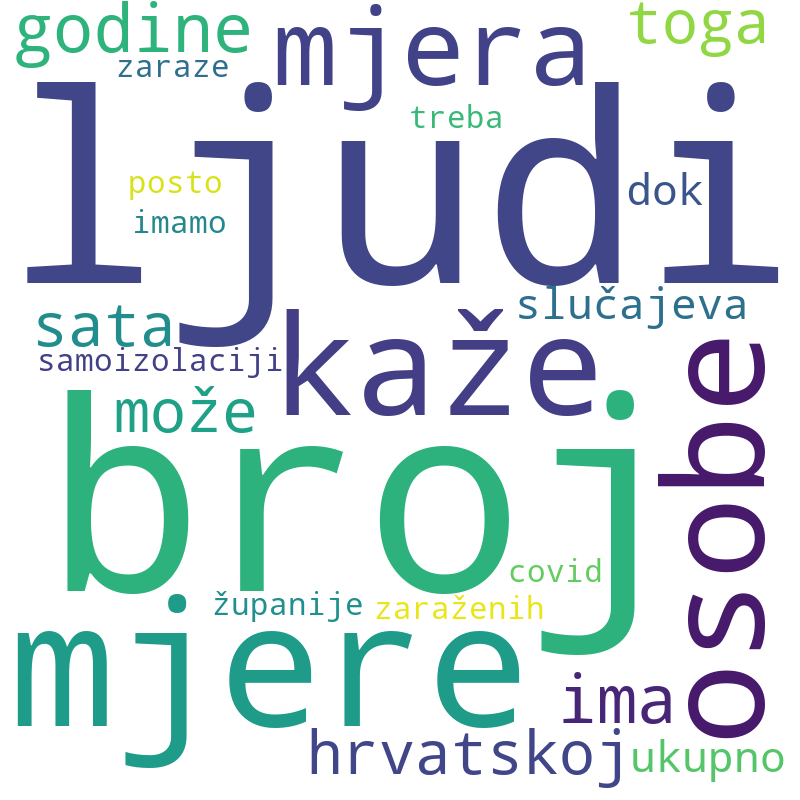 godine
mjera
toga
zaraze
treba
ljudi
posto
imamo
dok
sata
slučajeva
samoizolaciji
kaže
može
osobe
broj
covid
županije
zaraženih
mjere
ima
hrvatskoj
ukupno